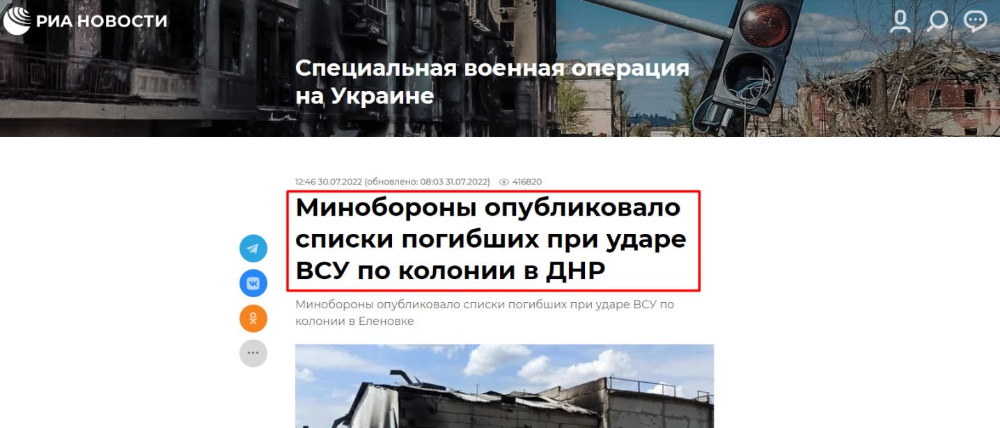 РИА НОВОСТИ
Специальная военная операция
на Украине
12:46 30.07.2022 (обновлено: 08:03 31.07.2022) 416820
Минобороны опубликовало
списки погибших при ударе
ВСУ по колонии в ДНР
Минобороны опубликовало списки погибших при ударе ВСУ по
колонии в Еленовке